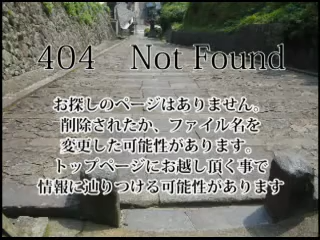 404 Not Found
お探しのページはありません。
削除されたか、ファイル名を
変更した可能性があります。
トップページにお越し頂く事で
情報に辿りつける可能性があります